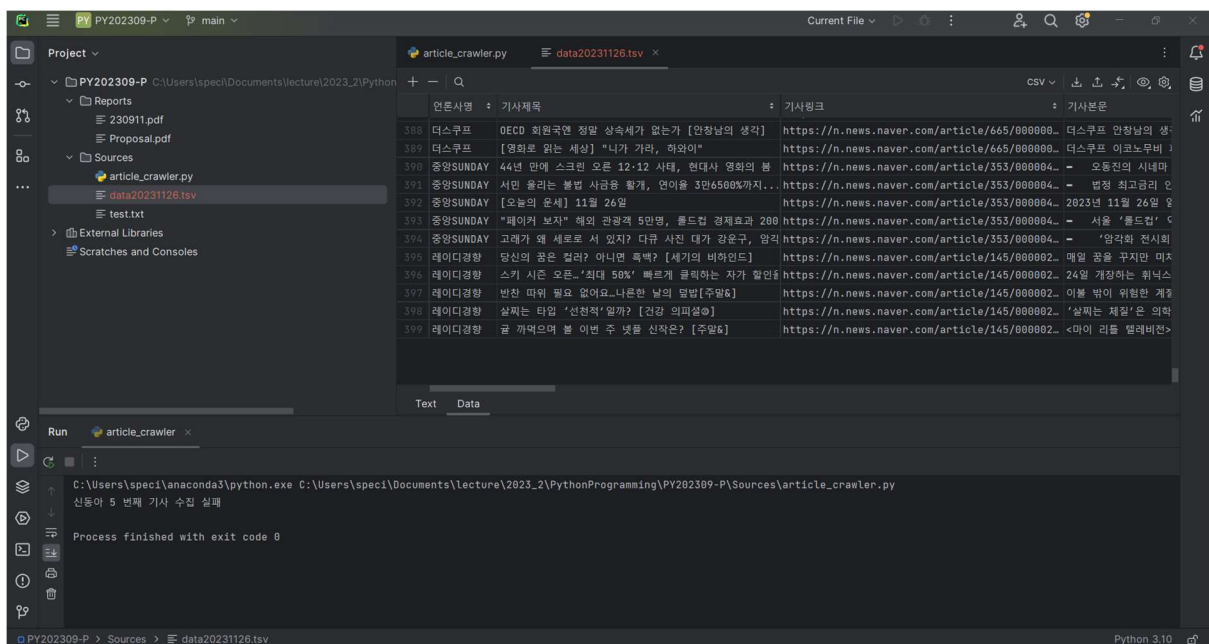 PY PY202309-P main Current File
Project
article_crawler.py data20231126.tsv
PY202309-P C:\Users\speci\Documents\lecture\2023_2\Python
CSV
Reports
230911.pdf
Proposal.pdf
Sources
article_crawler.py
data20231126.tsv
test.txt
External Libraries
Scratches and Consoles
언론사명 기사제목 기사링크 기사본문
388 더스쿠프 OECD 회원국엔 정말 상속세가 없는가 [안창남의 생각] https://n.news.naver.com/article/665/000000… 더스쿠프 안창남의 생
389 더스쿠프 [영화로 읽는 세상] "니가 가라, 하와이" https://n.news.naver.com/article/665/000000… 더스쿠프 이코노무비
390 중앙SUNDAY 44년 만에 스크린 오른 12·12 사태, 현대사 영화의 봄 https://n.news.naver.com/article/353/000004… − 오동진의 시네마
391 중앙SUNDAY 서민 울리는 불법 사금융 활개, 연이율 3만6500%까지... https://n.news.naver.com/article/353/000004… − 법정 최고금리 인
392 중앙SUNDAY [오늘의 운세] 11월 26일 https://n.news.naver.com/article/353/000004… 2023년 11월 26일
393 중앙SUNDAY "페이커 보자" 해외 관광객 5만명, 롤드컵 경제효과 200 https://n.news.naver.com/article/353/000004… − 서울 ‘롤드컵’
394 중앙SUNDAY 고래가 왜 세로로 서 있지? 다큐 사진 대가 강운구, 암각 https://n.news.naver.com/article/353/000004… − ‘암각화 전시회
395 레이디경향 당신의 꿈은 컬러? 아니면 흑백? [세기의 비하인드] https://n.news.naver.com/article/145/000002… 매일 꿈을 꾸지만 미처
396 레이디경향 스키 시즌 오픈…‘최대 50%’ 빠르게 클릭하는 자가 할인을 https://n.news.naver.com/article/145/000002… 24일 개장하는 휘닉스
397 레이디경향 반찬 따위 필요 없어요…나른한 날의 덮밥[주말&] https://n.news.naver.com/article/145/000002… 이불 밖이 위험한 계절
398 레이디경향 살찌는 타입 ‘선천적’일까? [건강 의피셜] https://n.news.naver.com/article/145/000002… ‘살찌는 체질’은 의학
399 레이디경향 귤 까먹으며 볼 이번 주 넷플 신작은? [주말&] https://n.news.naver.com/article/145/000002… <마이 리틀 텔레비전>
Text Data
Run article_crawler
C:\Users\speci\anaconda3\python.exe C:\Users\speci\Documents\lecture\2023_2\PythonProgramming\PY202309-P\Sources\article_crawler.py
신동아 5 번째 기사 수집 실패
Process finished with exit code 0
PY202309-P > Sources > data20231126.tsv Python 3.10